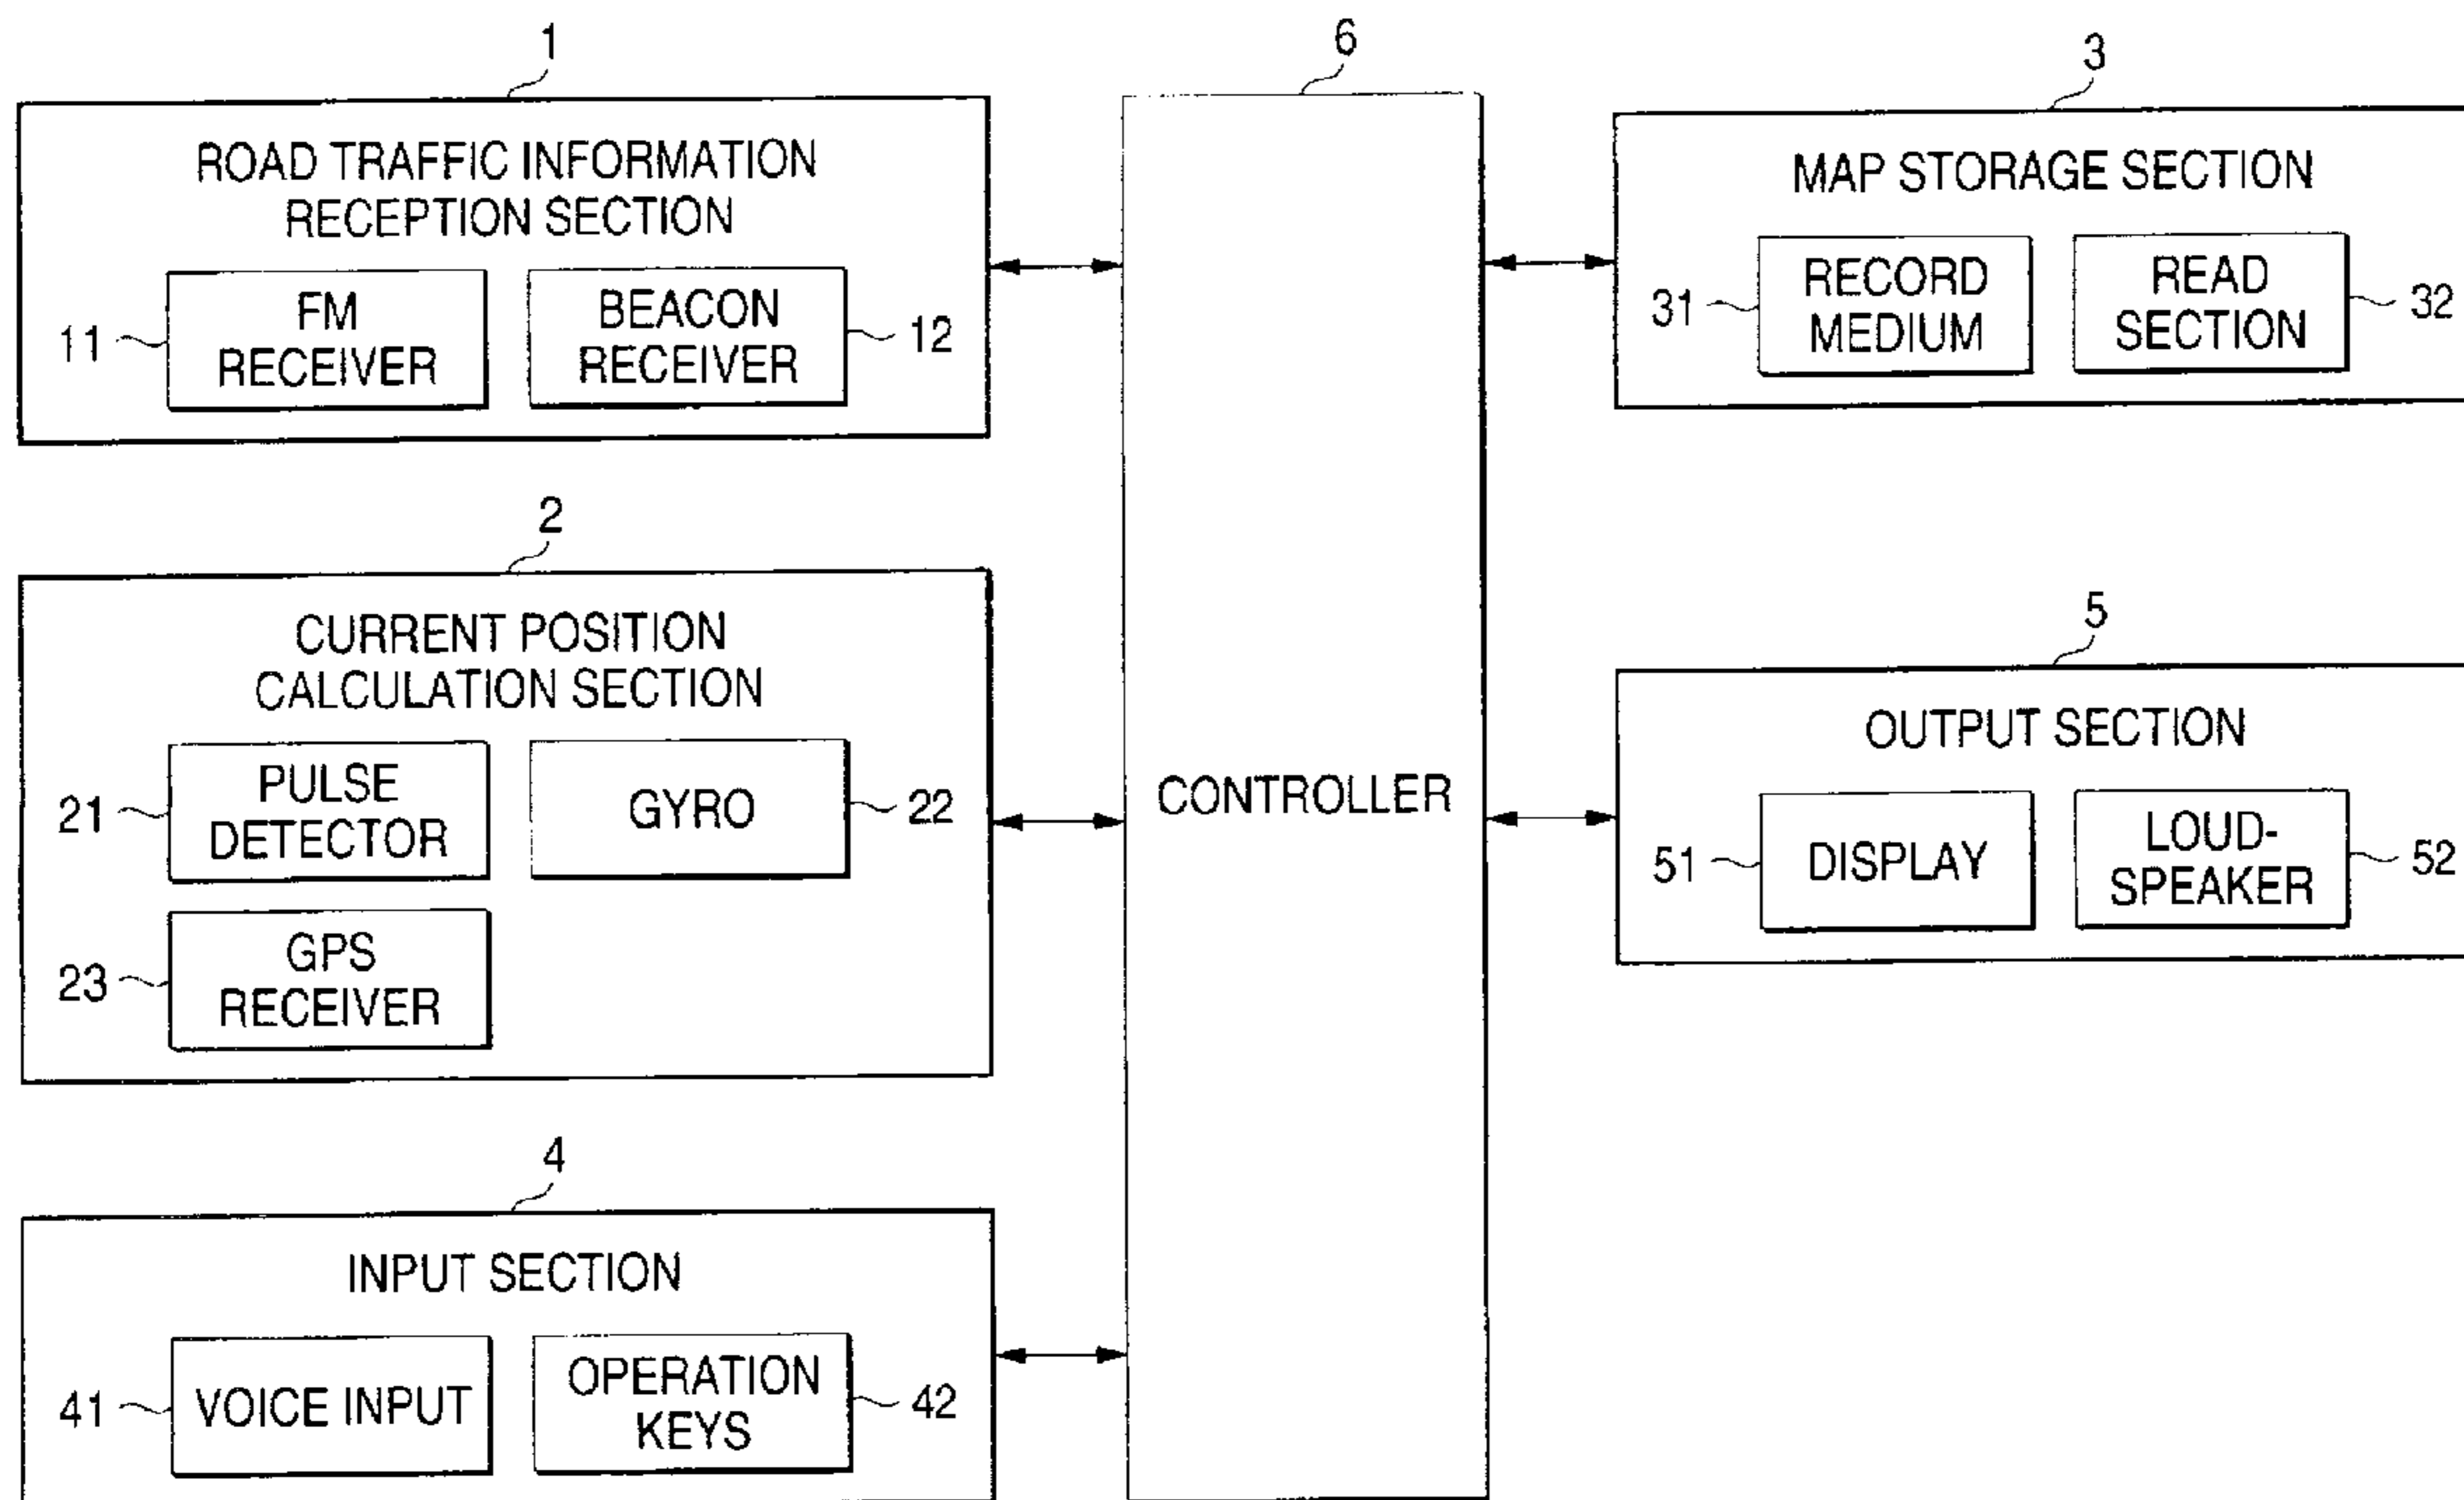 1
ROAD TRAFFIC INFORMATION
RECEPTION SECTION
11
FM
RECEIVER
BEACON
RECEIVER
12
2
CURRENT POSITION
CALCULATION SECTION
21
PULSE
DETECTOR
GYRO
22
23
GPS
RECEIVER
4
INPUT SECTION
41
VOICE INPUT
OPERATION
KEYS
42
6
CONTROLLER
3
MAP STORAGE SECTION
31
RECORD
MEDIUM
READ
SECTION
32
5
OUTPUT SECTION
51
DISPLAY
LOUD-
SPEAKER
52